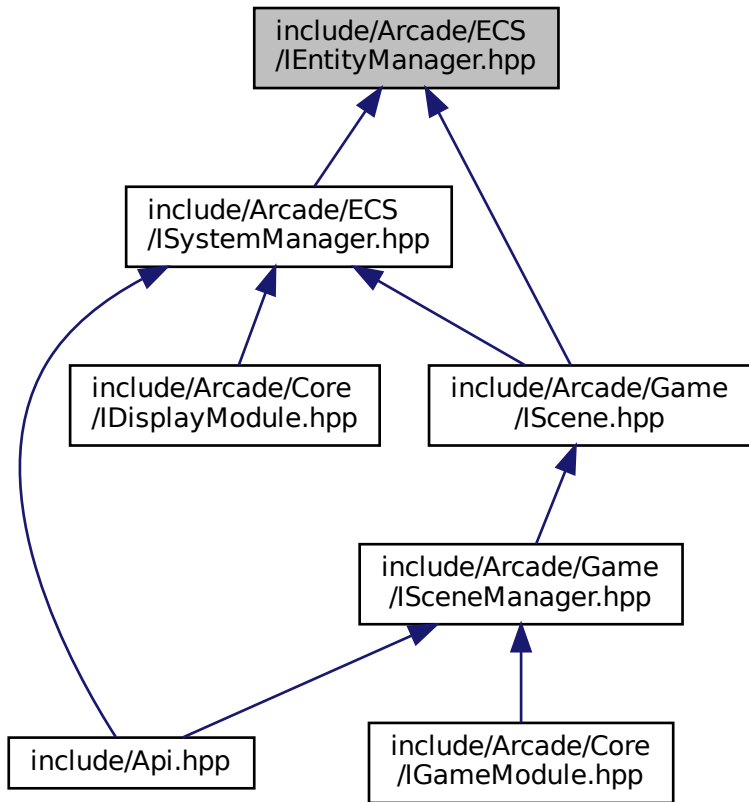 include/Arcade/ECS
/IEntityManager.hpp
include/Arcade/ECS
/ISystemManager.hpp
include/Arcade/Core
/IDisplayModule.hpp
include/Arcade/Game
/IScene.hpp
include/Arcade/Game
/ISceneManager.hpp
include/Api.hpp
include/Arcade/Core
/IGameModule.hpp